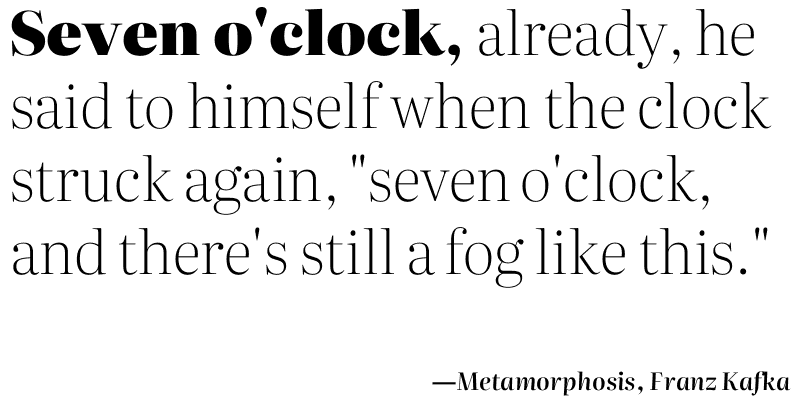 Seven o'clock, already, he
said to himself when the clock
struck again, "seven o'clock,
and there's still a fog like this."
—Metamorphosis, Franz Kafka